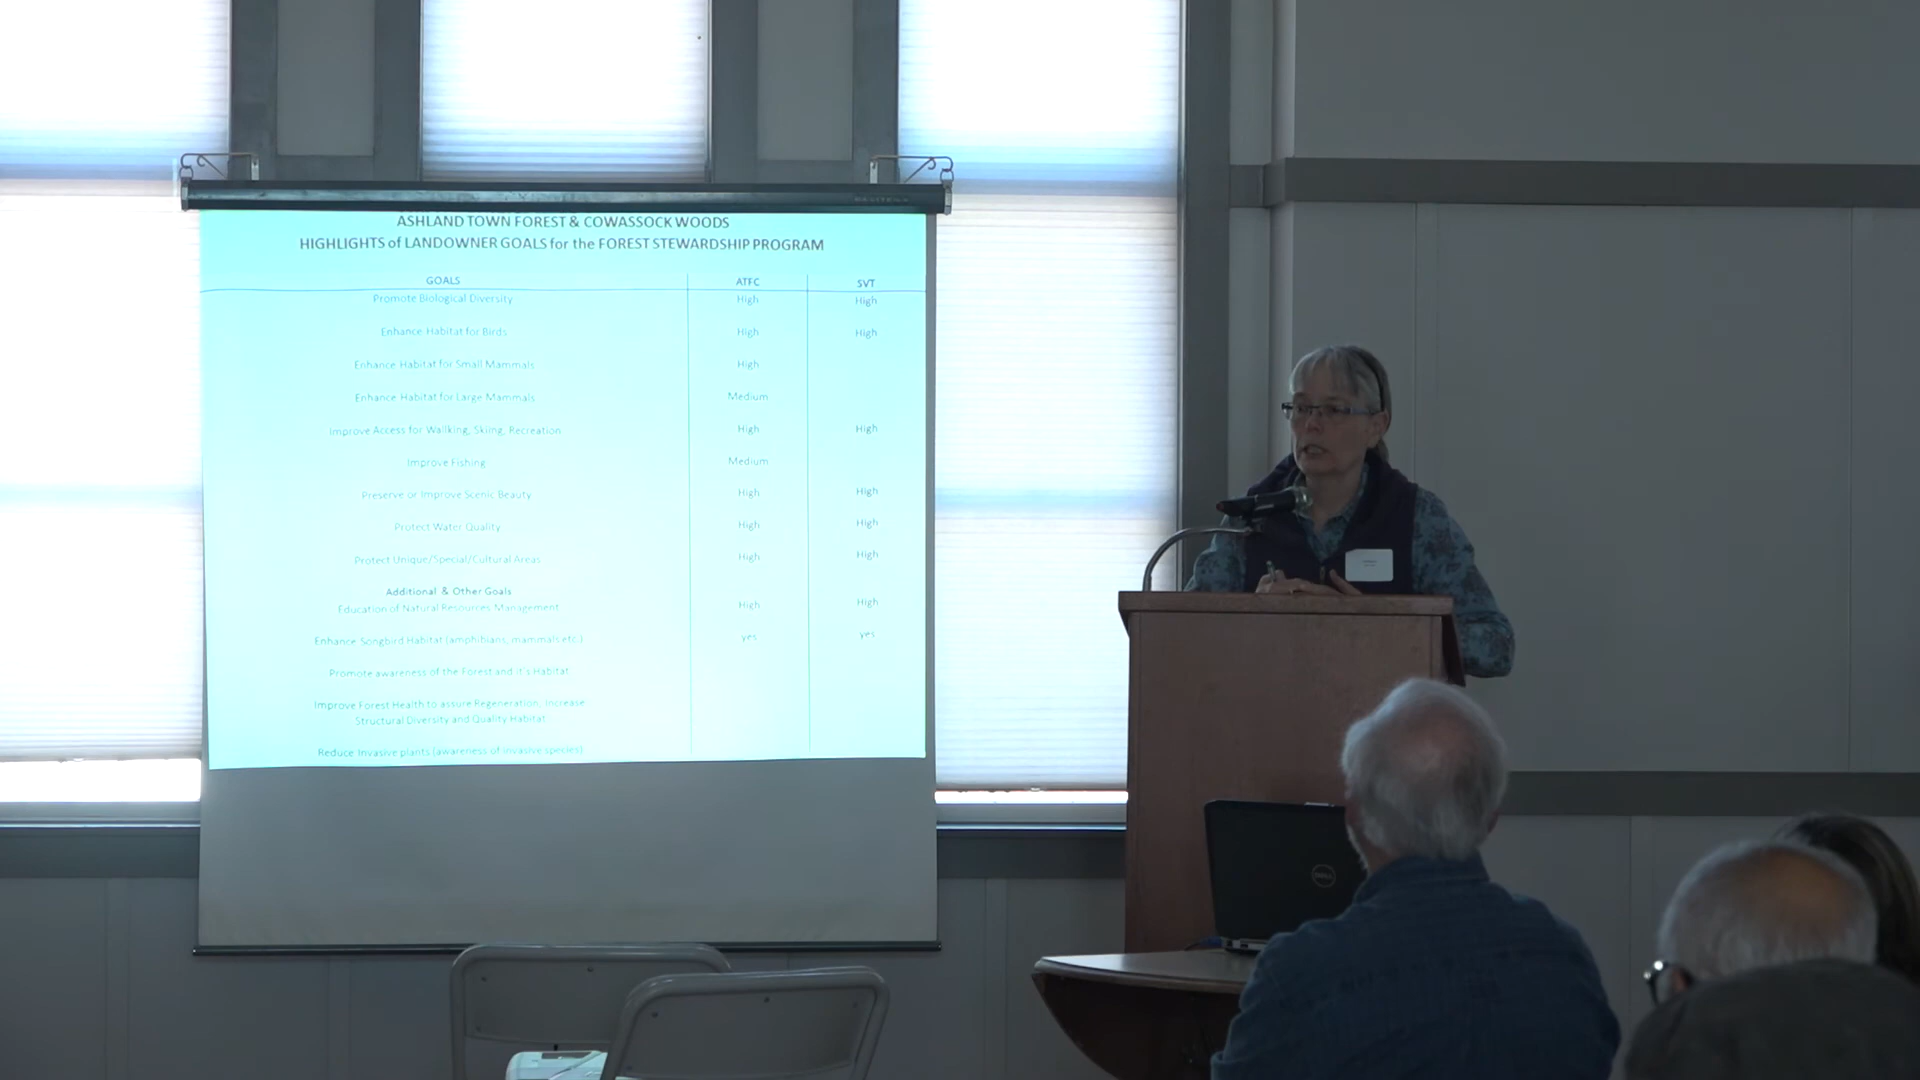 ASHLAND TOWN FOREST & COWASSOCK WOODS
HIGHLIGHTS of LANDOWNER GOALS for the FOREST STEWARDSHIP PROGRAM
GOALS ATFC SVT
Promote Biological Diversity High High
Enhance Habitat for Birds High High
Enhance Habitat for Small Mammals High
Enhance Habitat for Large Mammals Medium
Improve Access for Wallking, Skiing, Recreation High High
Improve Fishing Medium
Preserve or Improve Scenic Beauty High High
Protect Water Quality High High
Protect Unique/Special/Cultural Areas High High
Additional & Other Goals
Education of Natural Resources Management High High
Enhance Songbird Habitat (amphibians, mammals etc.) yes yes
Promote awareness of the Forest and it's Habitat
Improve Forest Health to assure Regeneration, Increase
Structural Diversity and Quality Habitat
Reduce Invasive plants (awareness of invasive species)
DELL